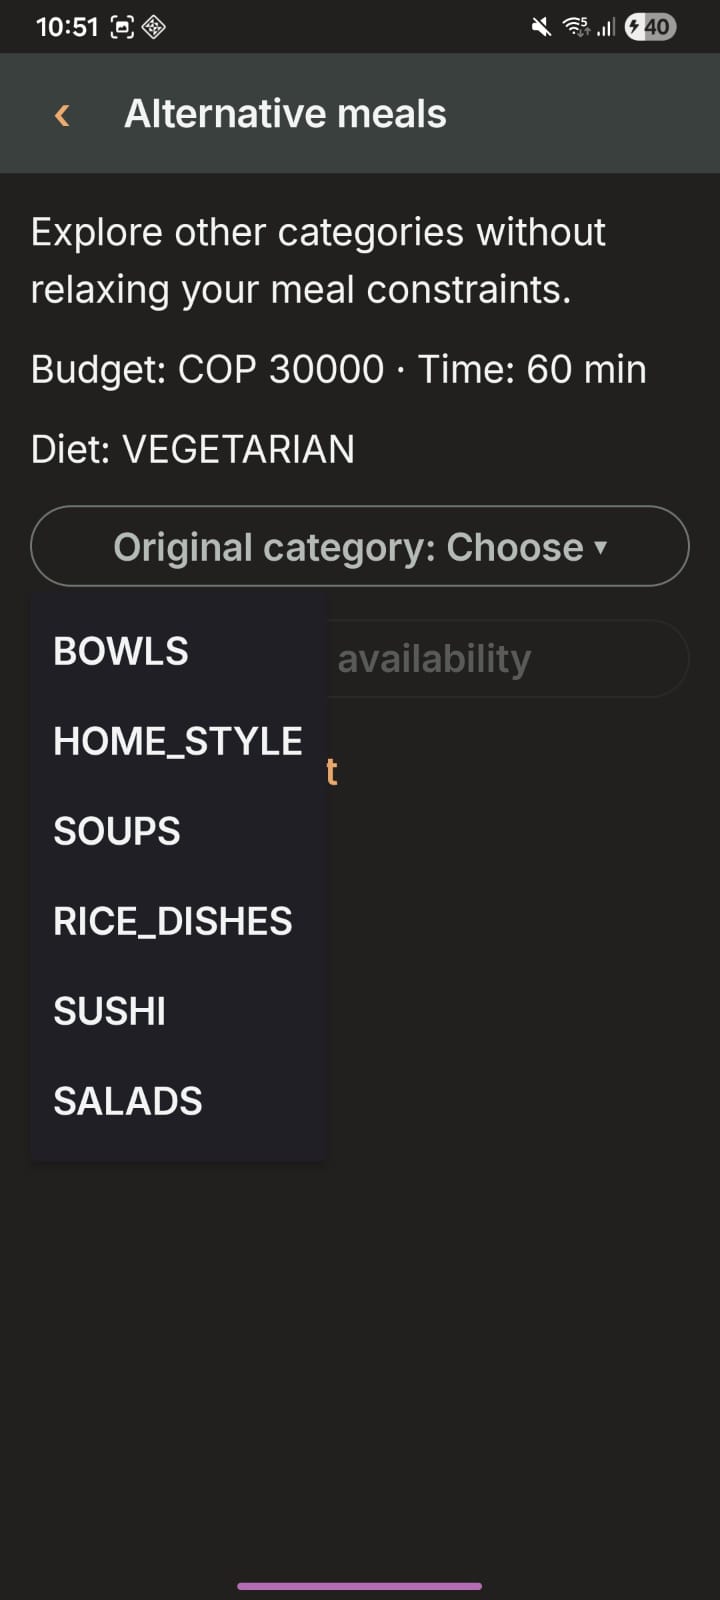 10:51
5
40
Alternative meals
Explore other categories without
relaxing your meal constraints.
Budget: COP 30000 · Time: 60 min
Diet: VEGETARIAN
Original category: Choose ▾
BOWLS
availability
HOME_STYLE
SOUPS
RICE_DISHES
SUSHI
SALADS